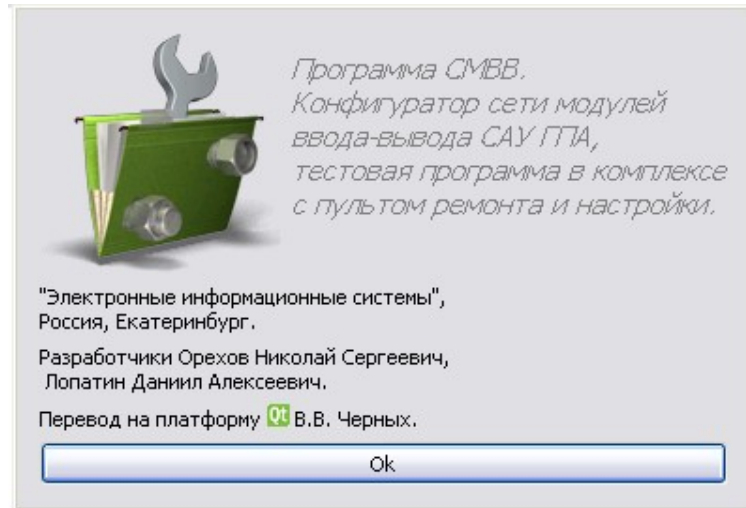 Программа СМВВ.
Конфигуратор сети модулей
ввода-вывода САУ ГПА,
тестовая программа в комплексе
с пультом ремонта и настройки.
"Электронные информационные системы",
Россия, Екатеринбург.
Разработчики Орехов Николай Сергеевич,
Лопатин Даниил Алексеевич.
Перевод на платформу Qt В.В. Черных.
Ok